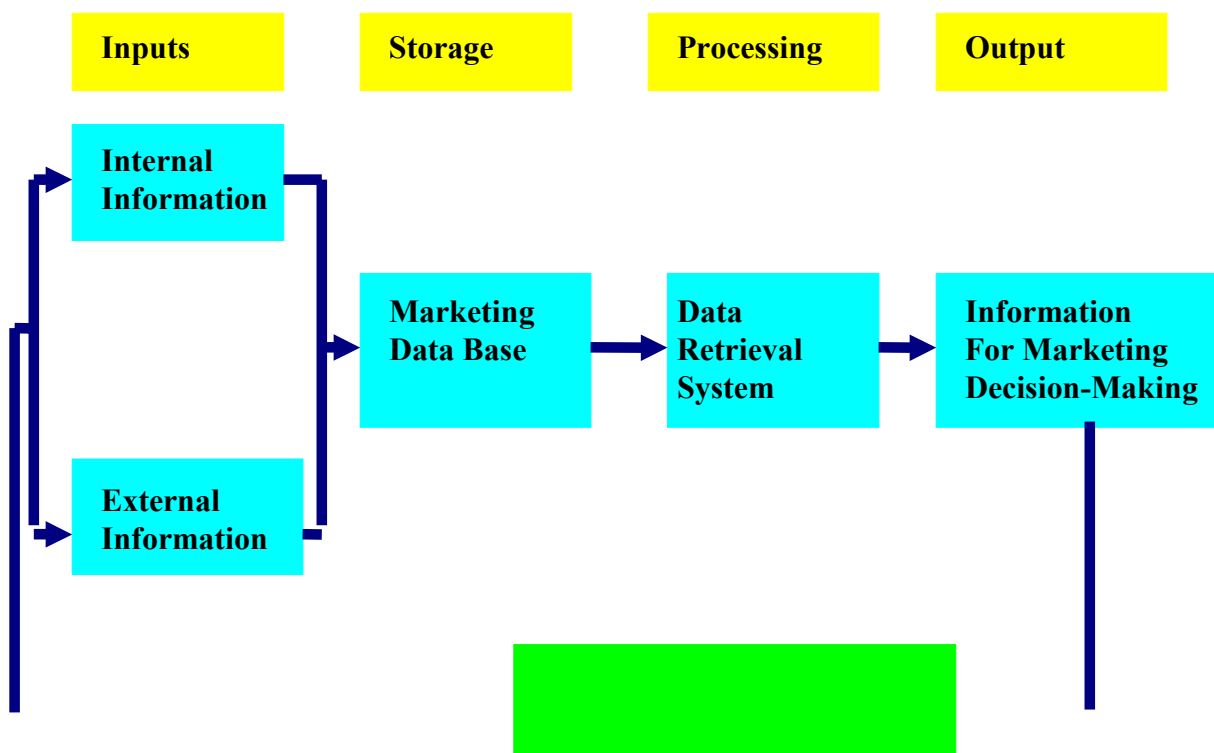 Inputs
Storage
Processing
Output
Internal
Information
Marketing
Data Base
Data
Retrieval
System
Information
For Marketing
Decision-Making
External
Information